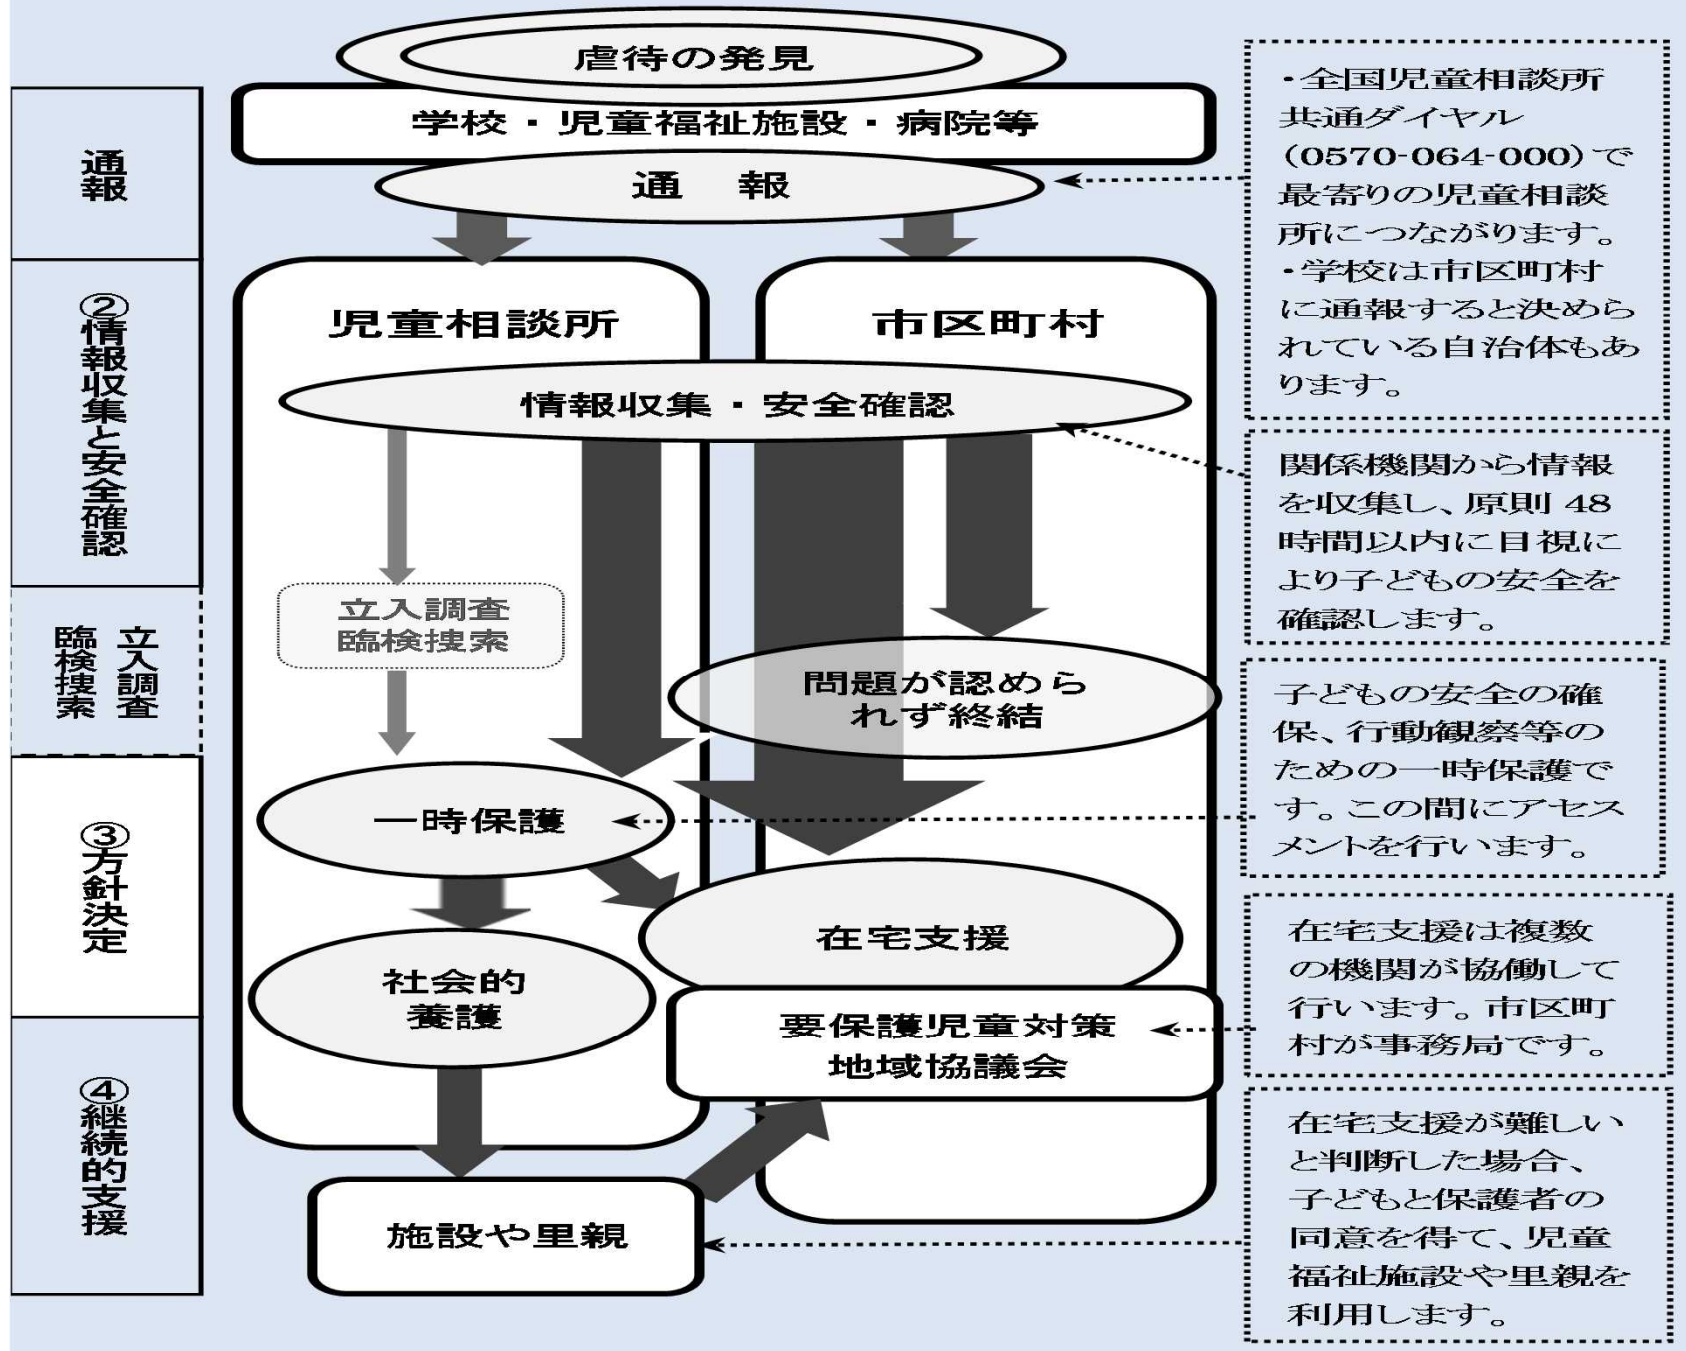 虐待の発見
学校・児童福祉施設・病院等
通　報
通報
児童相談所
市区町村
②情報収集と安全確認
情報収集・安全確認
立入調査
臨検捜索
立入調査
臨検捜索
問題が認めら
れず終結
③方針決定
一時保護
在宅支援
社会的
養護
要保護児童対策
地域協議会
④継続的支援
施設や里親
・全国児童相談所
共通ダイヤル
(0570-064-000)で
最寄りの児童相談
所につながります。
・学校は市区町村
に通報すると決めら
れている自治体もあ
ります。
関係機関から情報
を収集し、原則 48
時間以内に目視に
より子どもの安全を
確認します。
子どもの安全の確
保、行動観察等の
ための一時保護で
す。この間にアセス
メントを行います。
在宅支援は複数
の機関が協働して
行います。市区町
村が事務局です。
在宅支援が難しい
と判断した場合、
子どもと保護者の
同意を得て、児童
福祉施設や里親を
利用します。